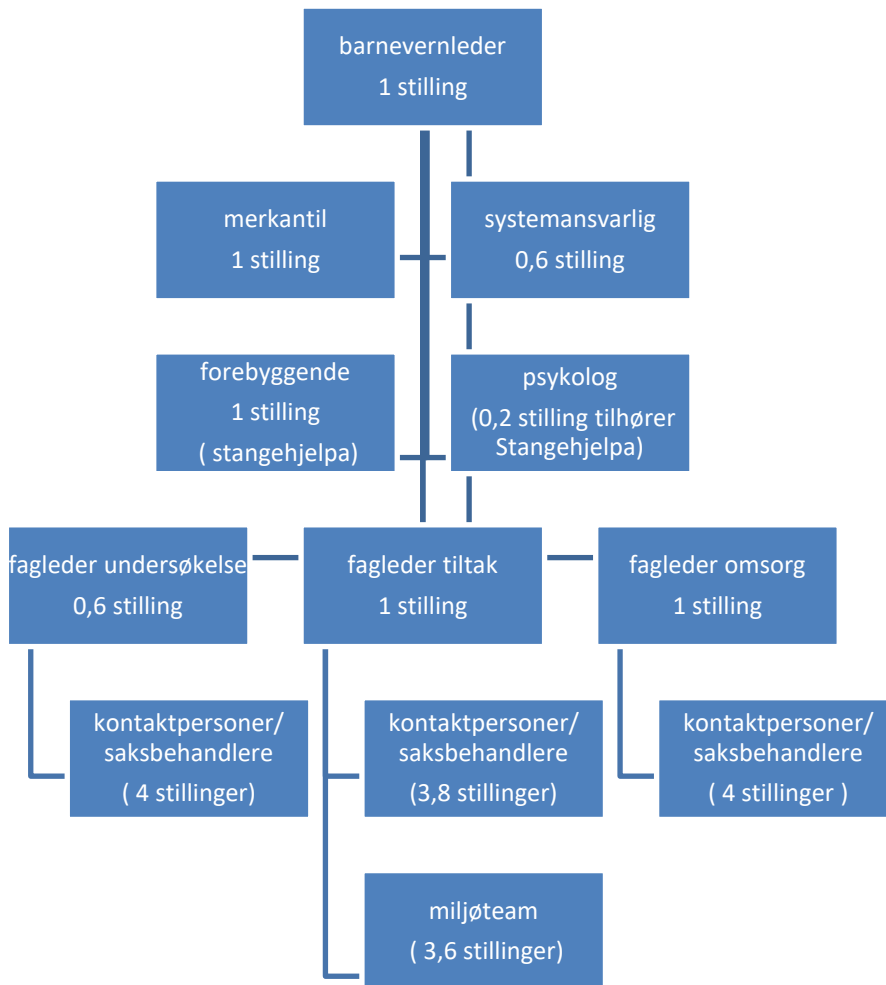 barnevernleder
1 stilling
merkantil
1 stilling
systemansvarlig
0,6 stilling
forebyggende
1 stilling
( stangehjelpa)
psykolog
(0,2 stilling tilhører
Stangehjelpa)
fagleder undersøkelse
0,6 stilling
fagleder tiltak
1 stilling
fagleder omsorg
1 stilling
kontaktpersoner/
saksbehandlere
( 4 stillinger)
kontaktpersoner/
saksbehandlere
(3,8 stillinger)
kontaktpersoner/
saksbehandlere
( 4 stillinger )
miljøteam
( 3,6 stillinger)